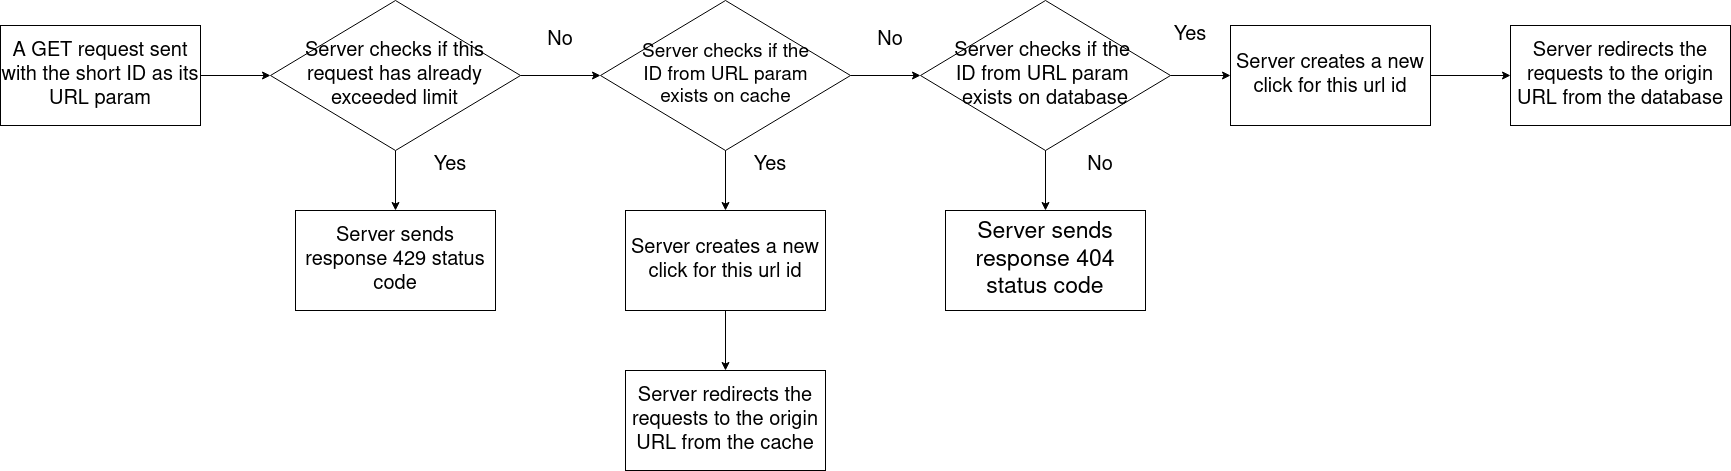 A GET request sent
with the short ID as its
URL param
Server checks if this
request has already
exceeded limit
No
Server checks if the
ID from URL param
exists on cache
No
Server checks if the
ID from URL param
exists on database
Yes
Server creates a new
click for this url id
Server redirects the
requests to the origin
URL from the database
Yes
Server sends
response 429 status
code
Yes
Server creates a new
click for this url id
Server redirects the
requests to the origin
URL from the cache
No
Server sends
response 404
status code